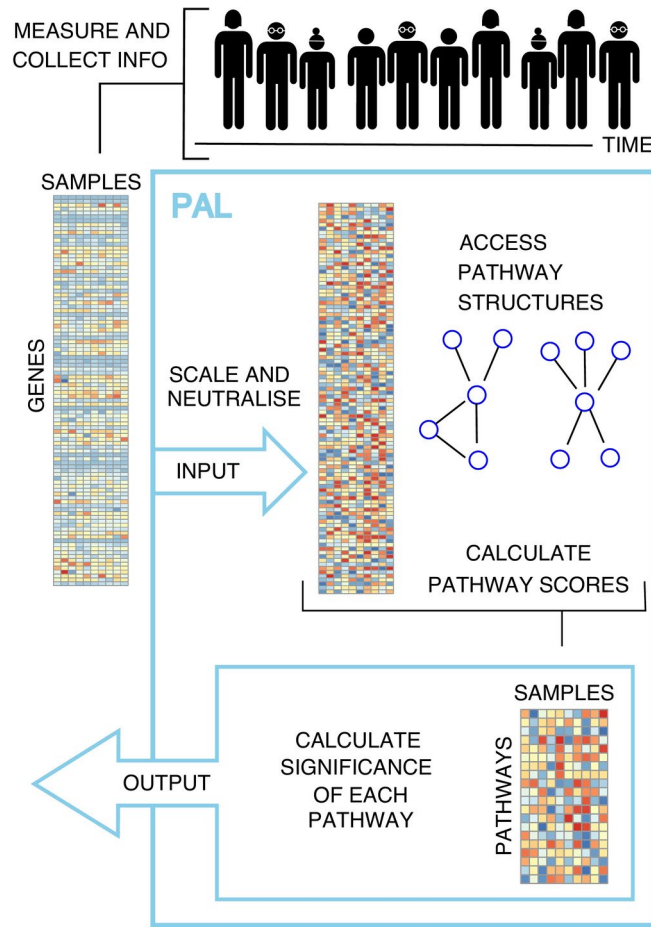 MEASURE AND
COLLECT INFO
TIME
SAMPLES
GENES
PAL
SCALE AND
NEUTRALISE
INPUT
ACCESS
PATHWAY
STRUCTURES
CALCULATE
PATHWAY SCORES
SAMPLES
PATHWAYS
CALCULATE
SIGNIFICANCE
OF EACH
PATHWAY
OUTPUT